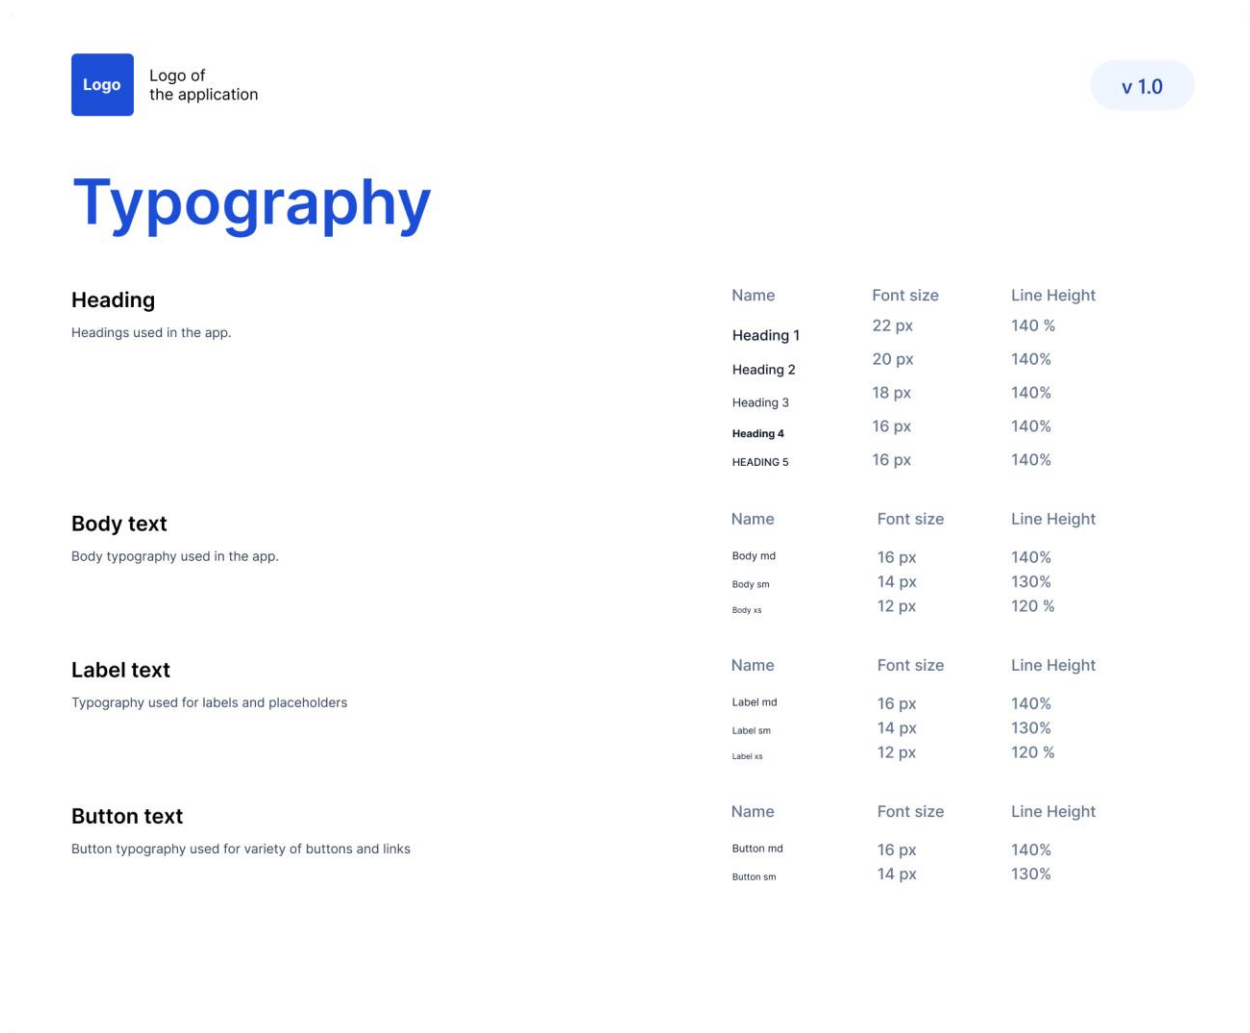 Logo
Logo of
the application
v 1.0
Typography
Heading
Headings used in the app.
Name Font size Line Height
Heading 1 22 px 140 %
Heading 2 20 px 140%
Heading 3 18 px 140%
Heading 4 16 px 140%
HEADING 5 16 px 140%
Body text
Body typography used in the app.
Name Font size Line Height
Body md 16 px 140%
Body sm 14 px 130%
Body xs 12 px 120 %
Label text
Typography used for labels and placeholders
Name Font size Line Height
Label md 16 px 140%
Label sm 14 px 130%
Label xs 12 px 120 %
Button text
Button typography used for variety of buttons and links
Name Font size Line Height
Button md 16 px 140%
Button sm 14 px 130%